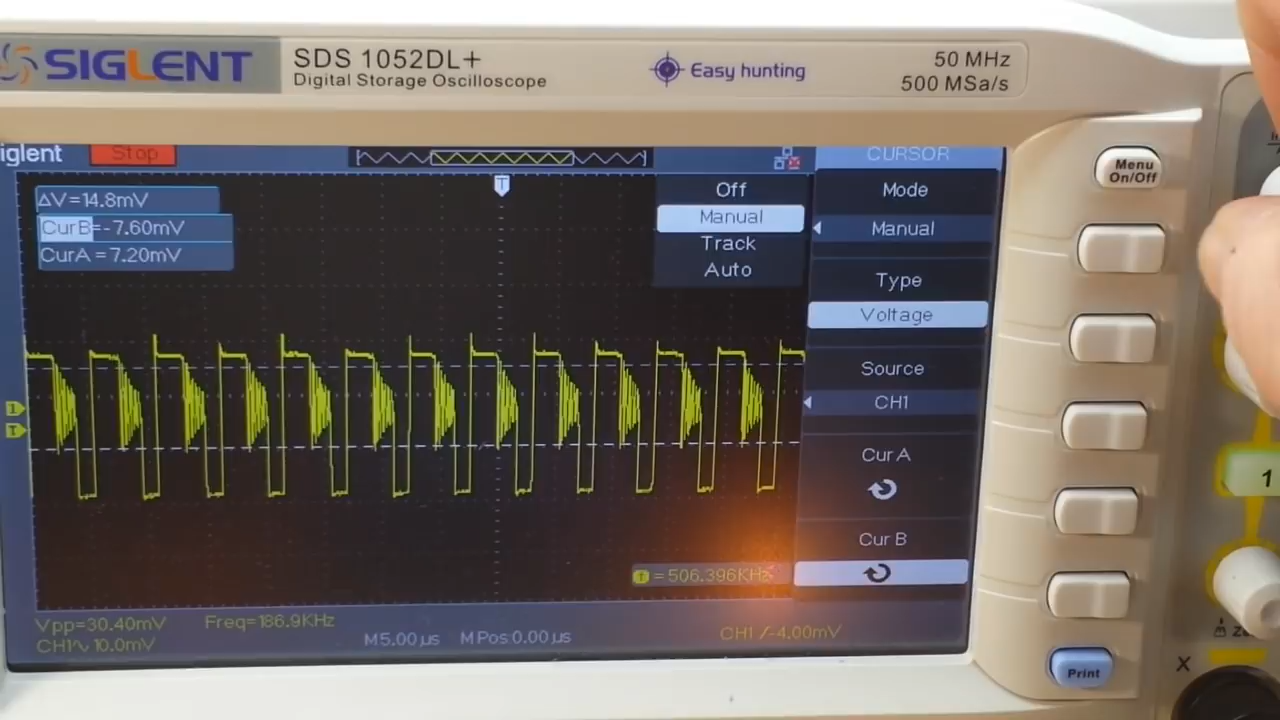 SIGLENT
SDS 1052DL+
Digital Storage Oscilloscope
Easy hunting
50 MHz
500 MSa/s
iglent
Stop
T
CURSOR
Menu
On/Off
ΔV=14.8mV
CurB=-7.60mV
CurA=7.20mV
Off
Manual
Track
Auto
Mode
Manual
Type
Voltage
Source
CH1
Cur A
Cur B
1
T
1
T = 506.396KHz
Vpp=30.40mV
Freq=186.9KHz
CH1 10.0mV
M5.00µs
MPos:0.00µs
CH1 /-4.00mV
Print
X